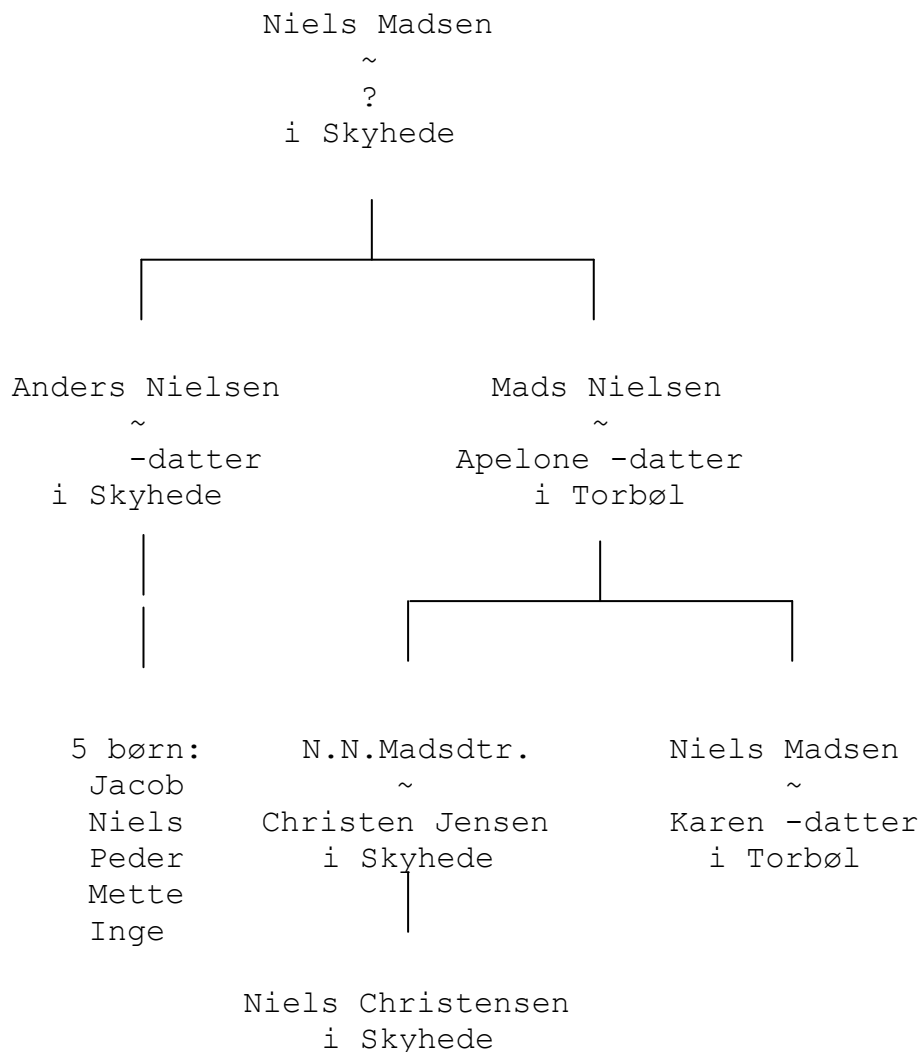 Niels Madsen
~
?
i Skyhede
Anders Nielsen
~
-datter
i Skyhede
Mads Nielsen
~
Apelone -datter
i Torbøl
5 børn:
Jacob
Niels
Peder
Mette
Inge
N.N.Madsdtr.
~
Christen Jensen
i Skyhede
Niels Madsen
~
Karen -datter
i Torbøl
Niels Christensen
i Skyhede